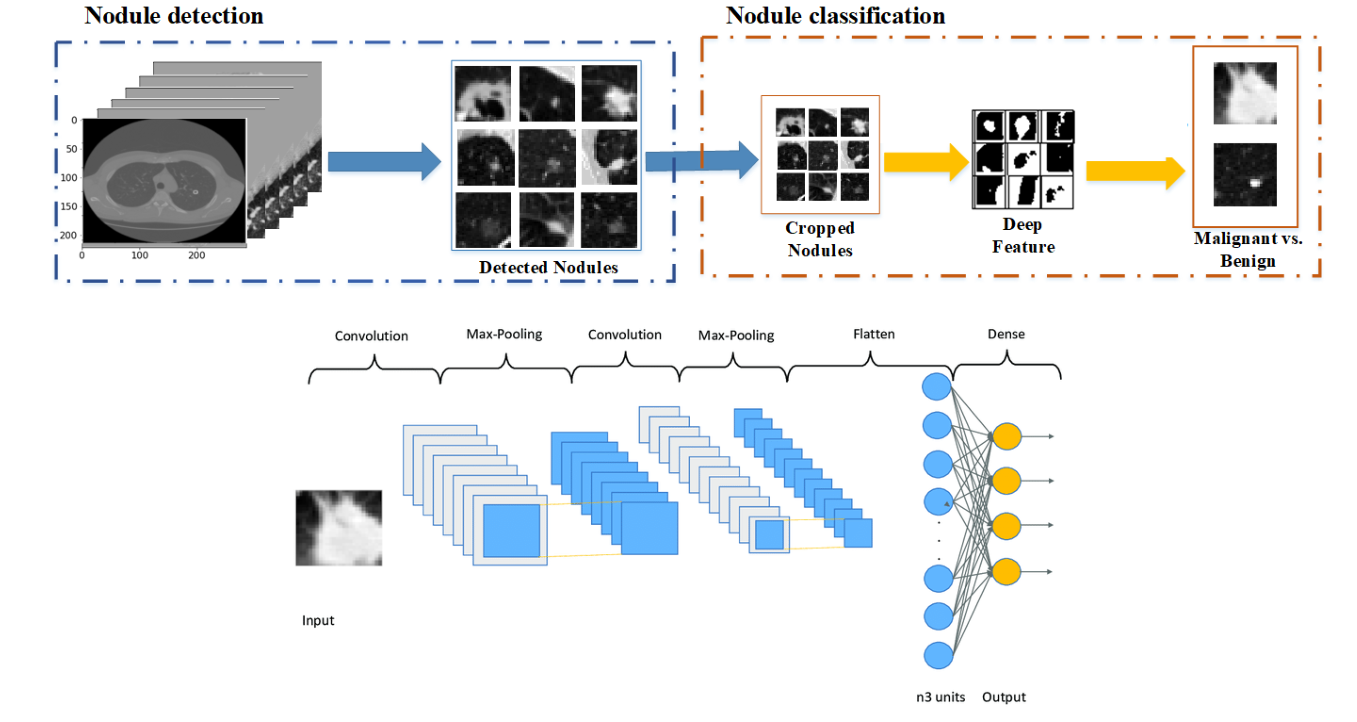 Nodule detection
Nodule classification
0
50
100
150
200
0
100
200
Detected Nodules
Cropped
Nodules
Deep
Feature
Malignant vs.
Benign
Convolution
Max-Pooling
Convolution
Max-Pooling
Flatten
Dense
Input
n3 units
Output